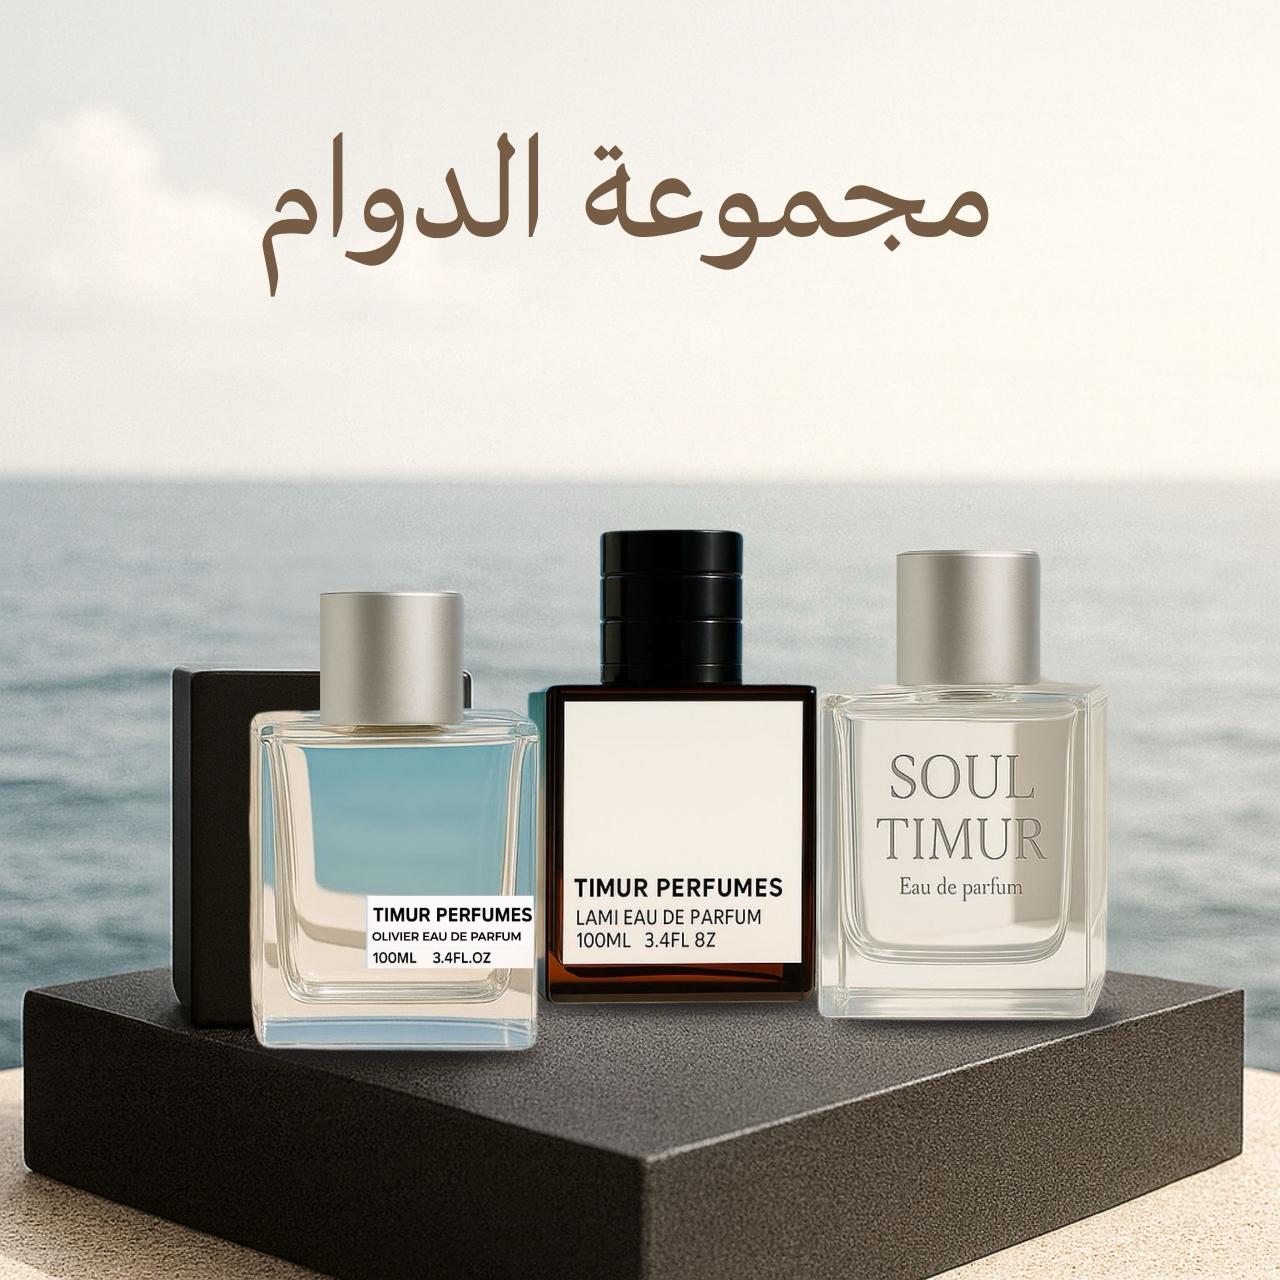 مجموعة الدوام
TIMUR PERFUMES
OLIVIER EAU DE PARFUM
100ML 3.4FL.OZ
TIMUR PERFUMES
LAMI EAU DE PARFUM
100ML 3.4FL 8Z
SOUL
TIMUR
Eau de parfum